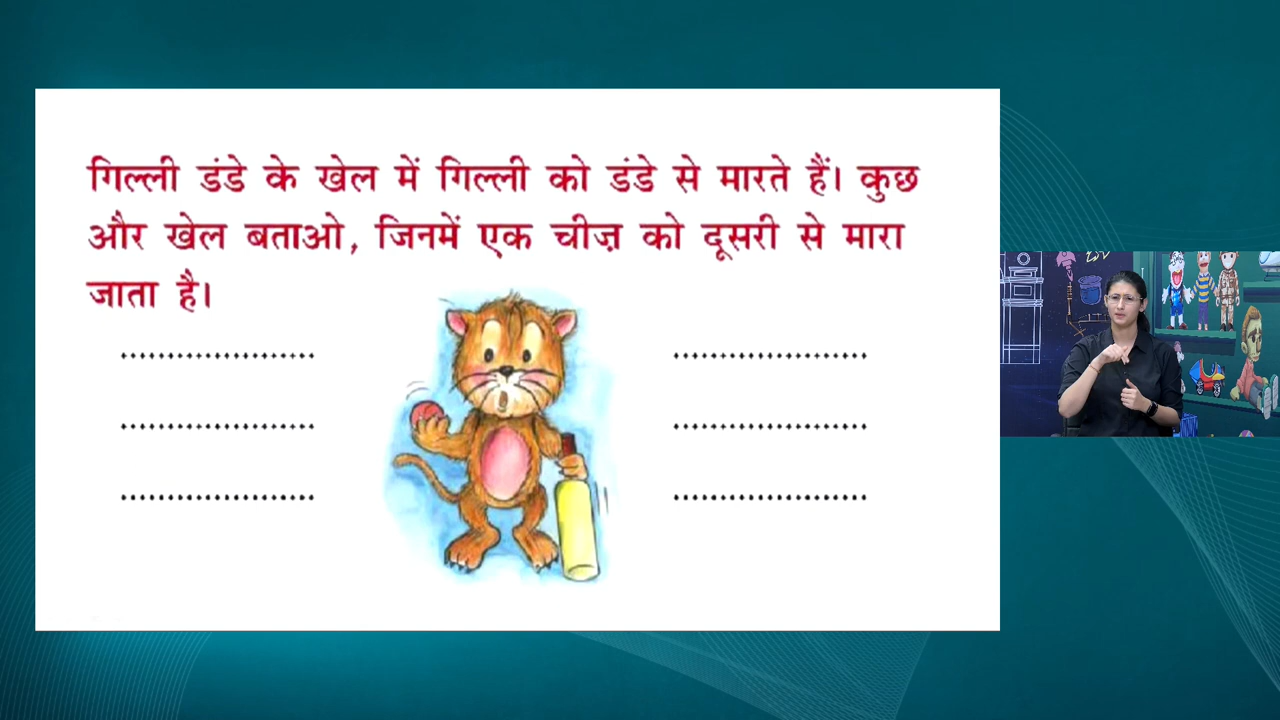 गिल्ली डंडे के खेल में गिल्ली को डंडे से मारते हैं। कुछ
और खेल बताओ, जिनमें एक चीज़ को दूसरी से मारा
जाता है।